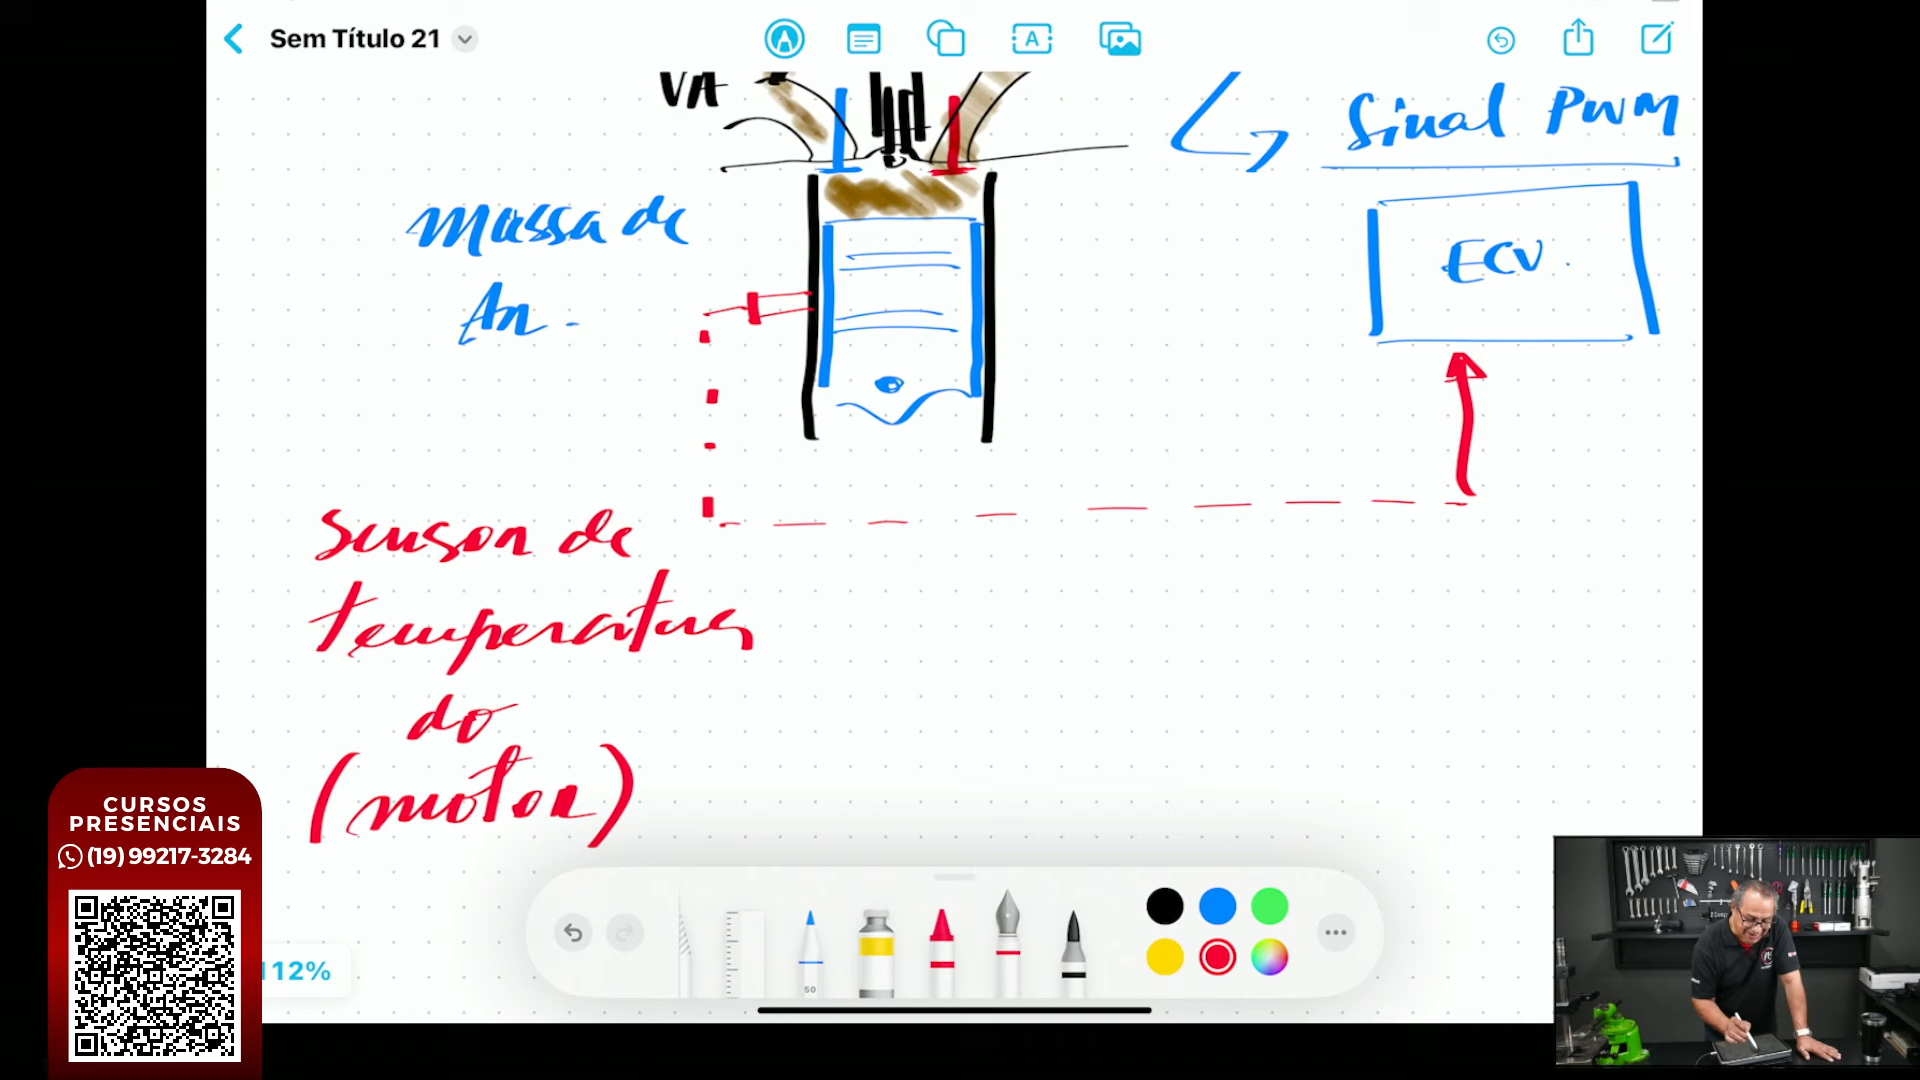 Sem Título 21
A
VA
Sinal PWM
Massa de
Ar.
ECU.
Sensor de
temperatura
do
(motor)
CURSOS
PRESENCIAIS
(19) 99217-3284
112%
50